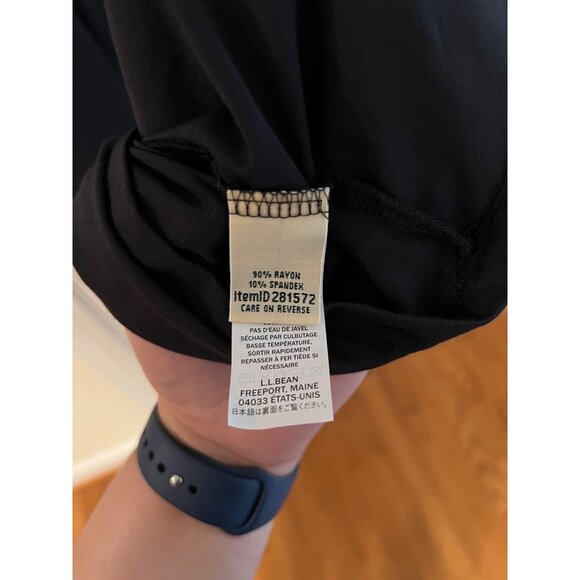 90% RAYON
10% SPANDEX
ItemID 281572
CARE ON REVERSE
PAS D'EAU DE JAVEL
SÉCHAGE PAR CULBUTAGE
BASSE TEMPÉRATURE,
SORTIR RAPIDEMENT
REPASSER À FER TIÈDE SI
NÉCESSAIRE
L.L.BEAN
FREEPORT, MAINE
04033 ÉTATS-UNIS
日本語は裏面をご覧ください。